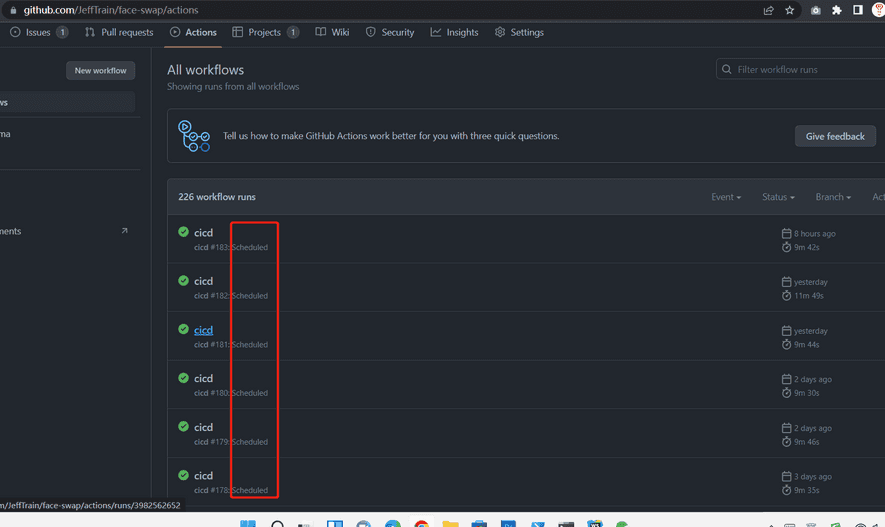 github.com/JeffTrain/face-swap/actions
Issues 1 Pull requests Actions Projects 1 Wiki Security Insights Settings
New workflow
All workflows
Filter workflow runs
Showing runs from all workflows
ws
ma
Tell us how to make GitHub Actions work better for you with three quick questions.
Give feedback
226 workflow runs
Event Status Branch Act
ments
cicd
8 hours ago
cicd #183: Scheduled
9m 42s
cicd
yesterday
cicd #182: Scheduled
11m 49s
cicd
yesterday
cicd #181: Scheduled
9m 44s
cicd
2 days ago
cicd #180: Scheduled
9m 30s
cicd
2 days ago
cicd #179: Scheduled
9m 46s
cicd
3 days ago
cicd #178: Scheduled
9m 35s
m/JeffTrain/face-swap/actions/runs/3982562652